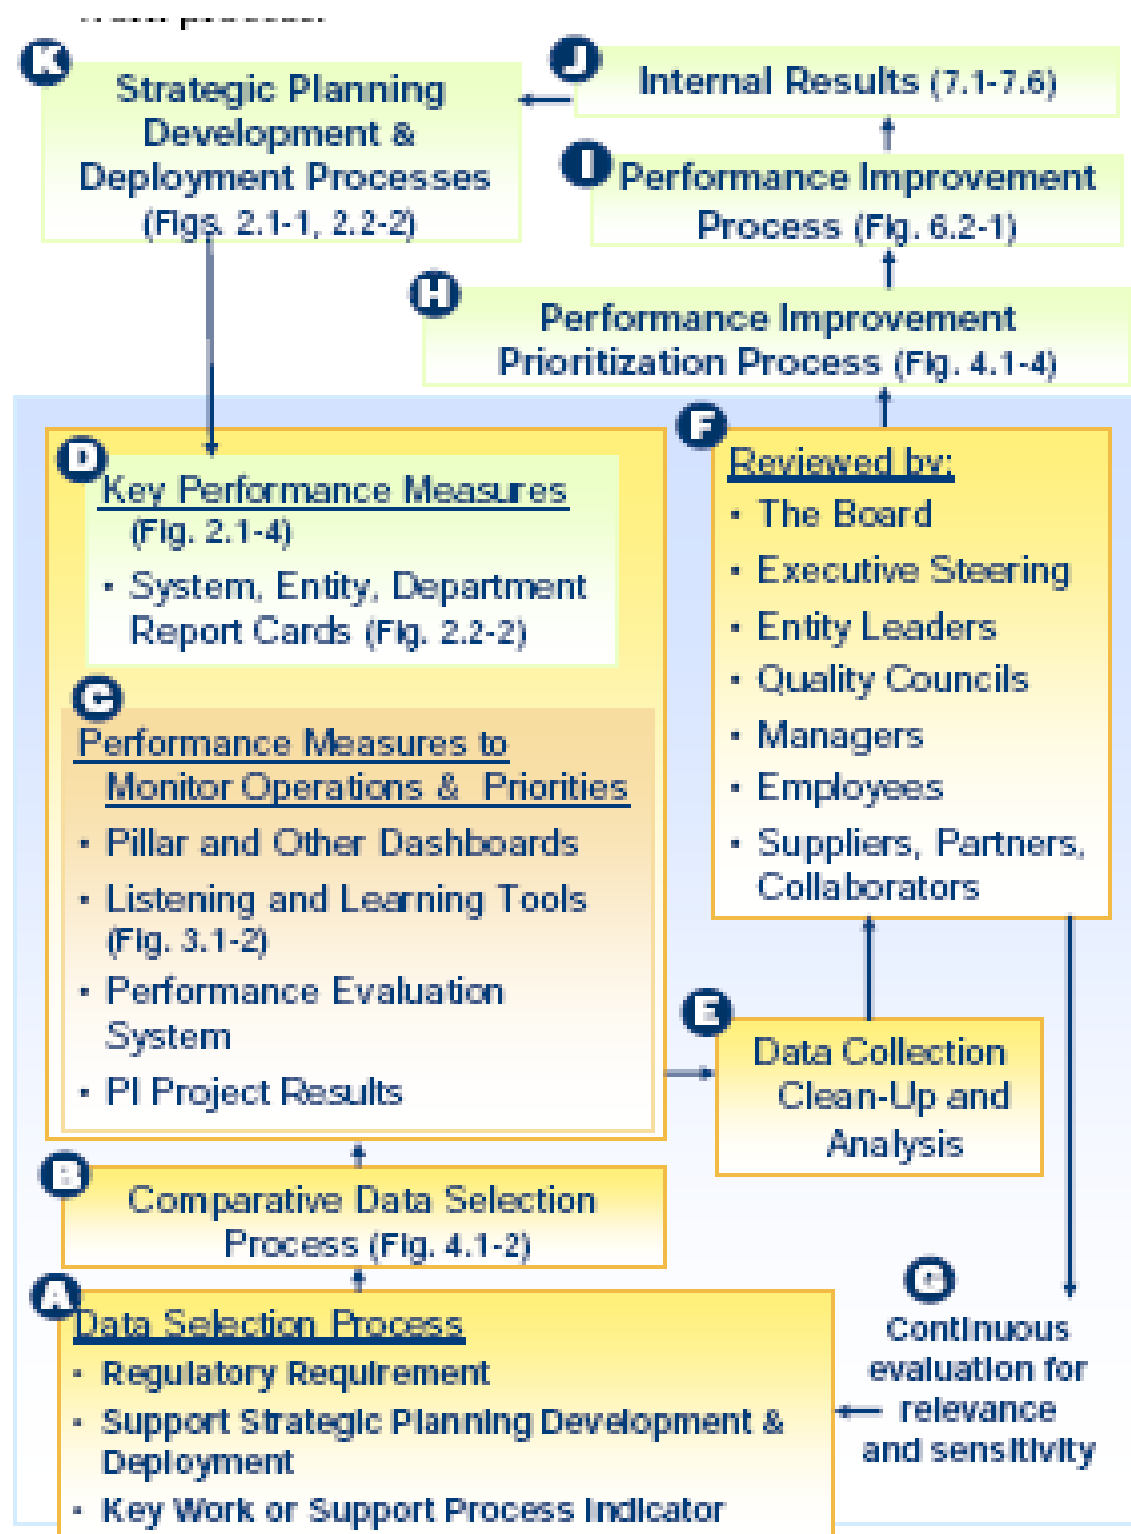 K
Strategic Planning
Development &
Deployment Processes
(Figs. 2.1-1, 2.2-2)
J
Internal Results (7.1-7.6)
I
Performance Improvement
Process (Fig. 6.2-1)
H
Performance Improvement
Prioritization Process (Fig. 4.1-4)
D
Key Performance Measures
(Fig. 2.1-4)
• System, Entity, Department
Report Cards (Fig. 2.2-2)
C
Performance Measures to
Monitor Operations & Priorities
• Pillar and Other Dashboards
• Listening and Learning Tools
(Fig. 3.1-2)
• Performance Evaluation
System
• PI Project Results
F
Reviewed by:
• The Board
• Executive Steering
• Entity Leaders
• Quality Councils
• Managers
• Employees
• Suppliers, Partners,
Collaborators
E
Data Collection
Clean-Up and
Analysis
B
Comparative Data Selection
Process (Fig. 4.1-2)
A
Data Selection Process
• Regulatory Requirement
• Support Strategic Planning Development &
Deployment
• Key Work or Support Process Indicator
G
Continuous
evaluation for
relevance
and sensitivity